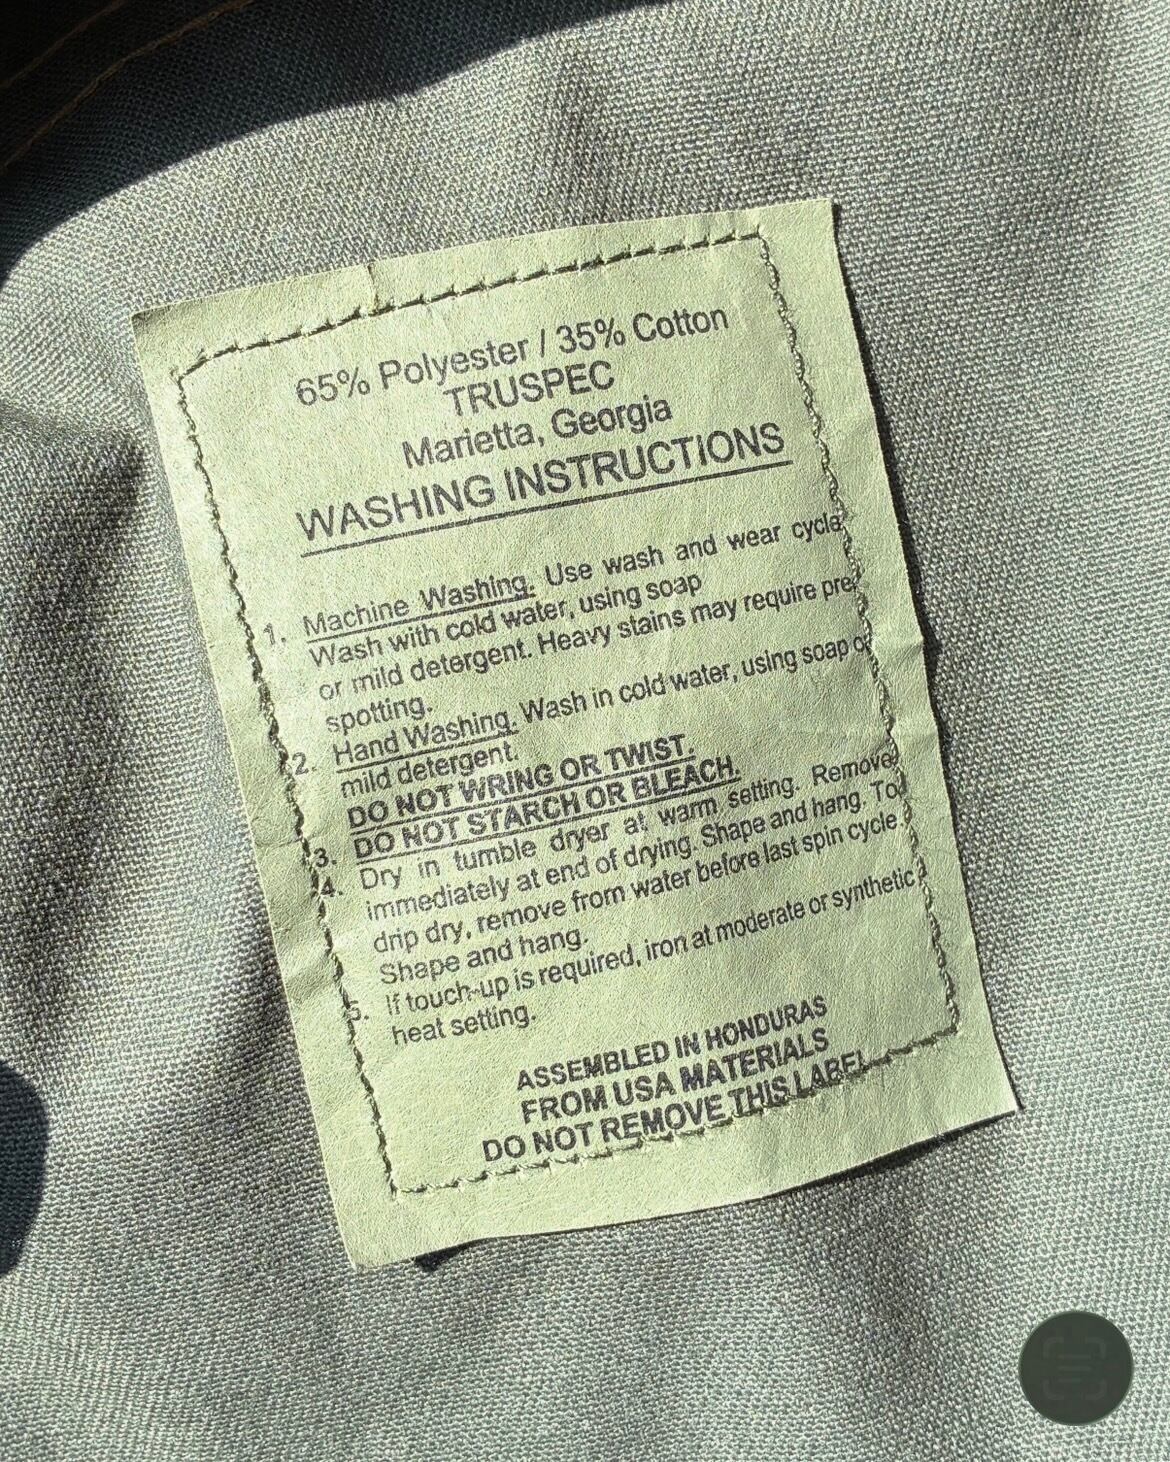 65% Polyester / 35% Cotton
TRUSPEC
Marietta, Georgia
WASHING INSTRUCTIONS
1. Machine Washing. Use wash and wear cycle
Wash with cold water, using soap
or mild detergent. Heavy stains may require pre-
spotting.
2. Hand Washing. Wash in cold water, using soap or
mild detergent.
DO NOT WRING OR TWIST.
3. DO NOT STARCH OR BLEACH.
4. Dry in tumble dryer at warm setting. Remove
immediately at end of drying. Shape and hang. To
drip dry, remove from water before last spin cycle.
Shape and hang.
5. If touch-up is required, iron at moderate or synthetic
heat setting.
ASSEMBLED IN HONDURAS
FROM USA MATERIALS
DO NOT REMOVE THIS LABEL